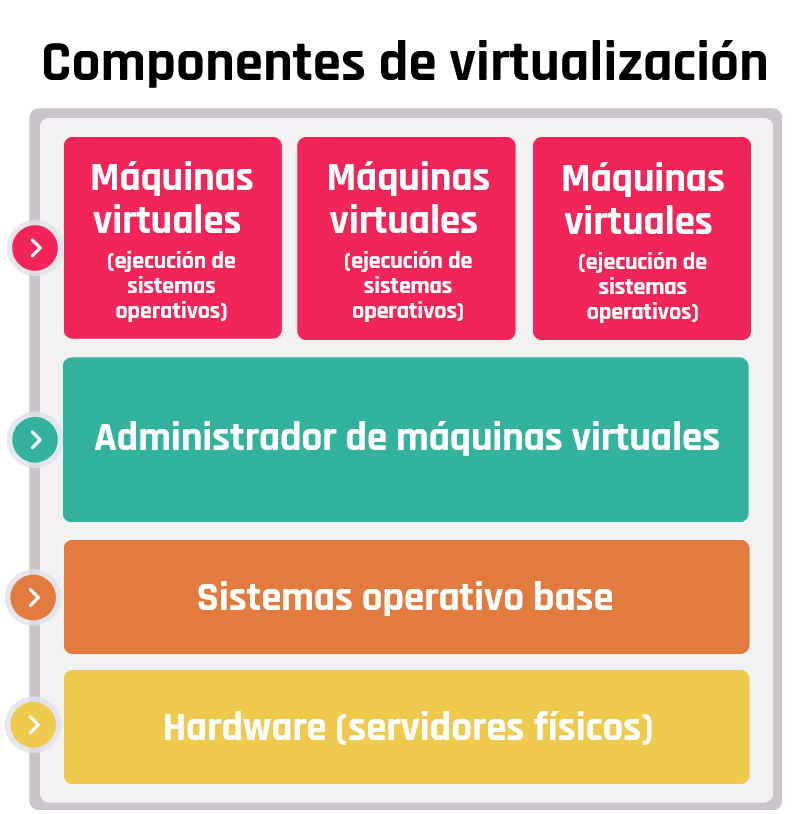 Componentes de virtualización
Máquinas
virtuales
(ejecución de
sistemas
operativos)
Máquinas
virtuales
(ejecución de
sistemas
operativos)
Máquinas
virtuales
(ejecución de
sistemas
operativos)
Administrador de máquinas virtuales
Sistemas operativo base
Hardware (servidores físicos)